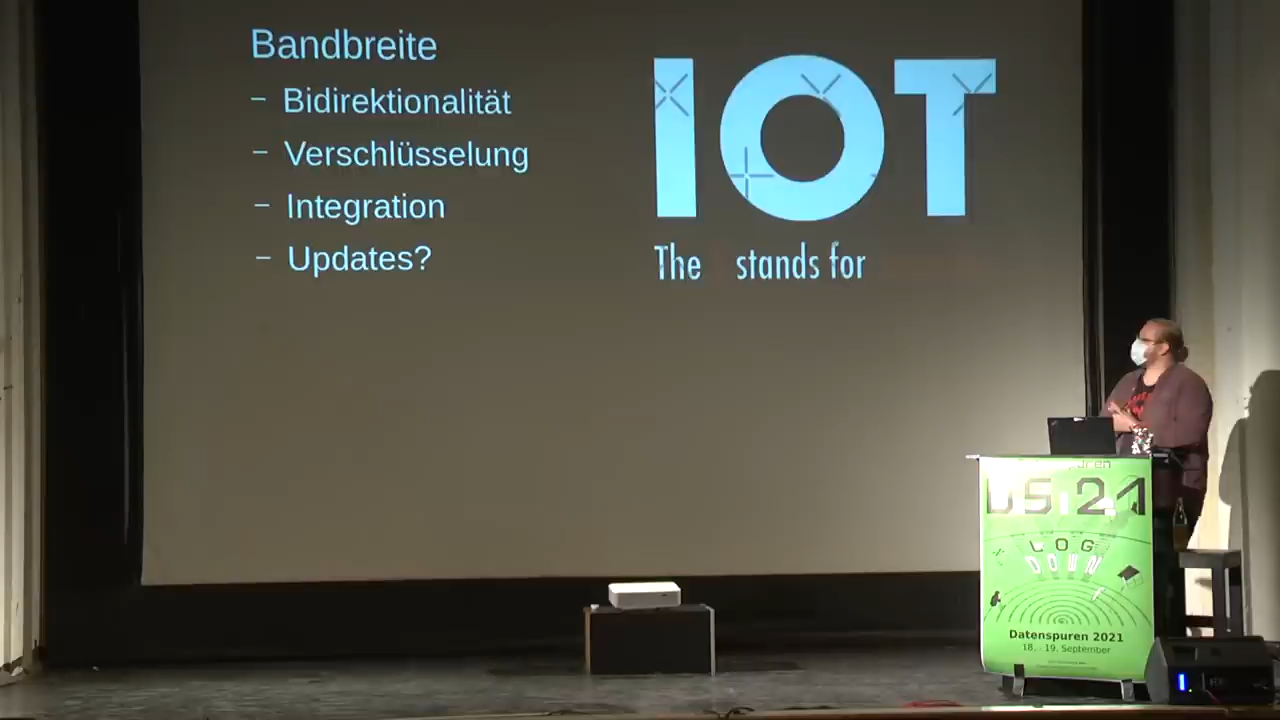 Bandbreite
– Bidirektionalität
– Verschlüsselung
– Integration
– Updates?
IOT
The stands for
DS:21
LOG
DOWN
Datenspuren 2021
18. - 19. September